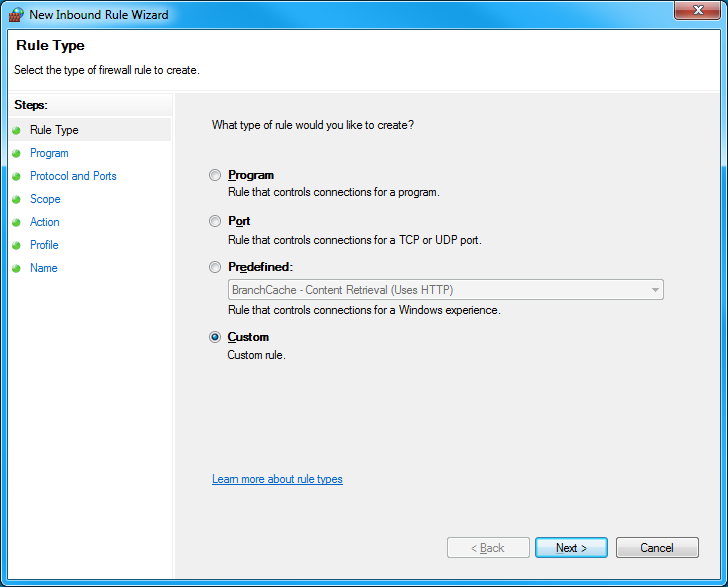 New Inbound Rule Wizard
Rule Type
Select the type of firewall rule to create.
Steps:
Rule Type
Program
Protocol and Ports
Scope
Action
Profile
Name
What type of rule would you like to create?
Program
Rule that controls connections for a program.
Port
Rule that controls connections for a TCP or UDP port.
Predefined:
BranchCache - Content Retrieval (Uses HTTP)
Rule that controls connections for a Windows experience.
Custom
Custom rule.
Learn more about rule types
< Back
Next >
Cancel